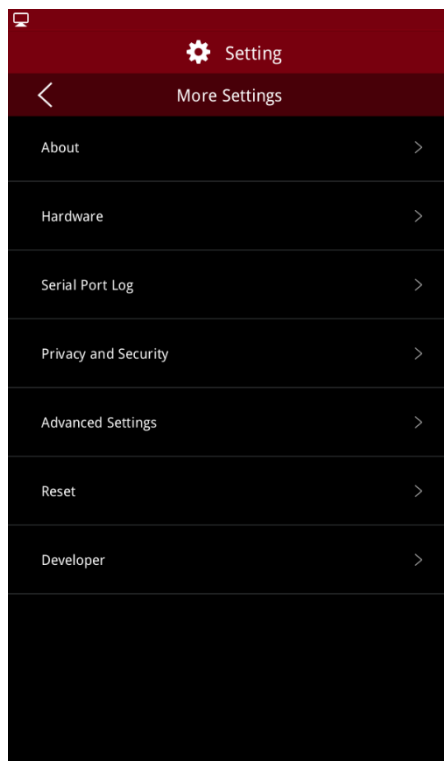 Setting
More Settings
About
Hardware
Serial Port Log
Privacy and Security
Advanced Settings
Reset
Developer